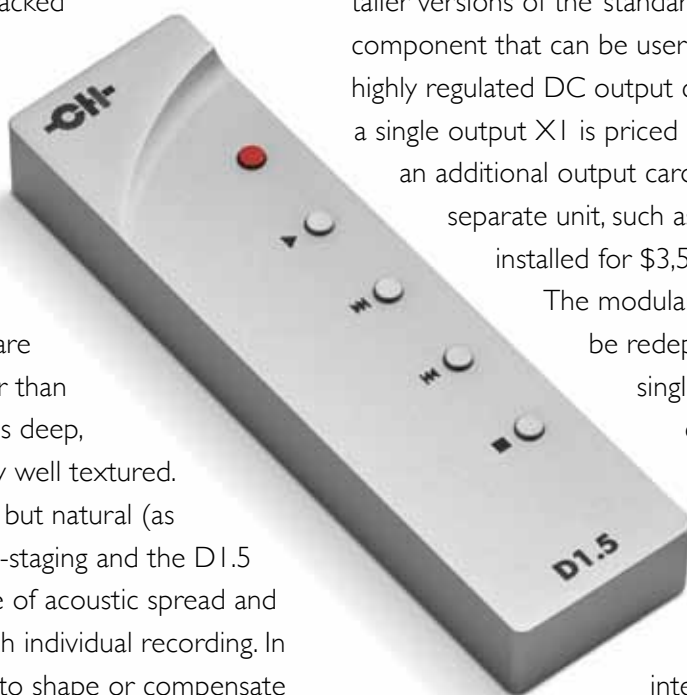 acked
are
r than
s deep,
y well textured.
but natural (as
-staging and the D1.5
e of acoustic spread and
h individual recording. In
to shape or compensate
CH
D1.5
taller versions of the standar
component that can be user
highly regulated DC output
a single output X1 is priced
an additional output card
separate unit, such as
installed for $3,5
The modula
be redep
singl
inte